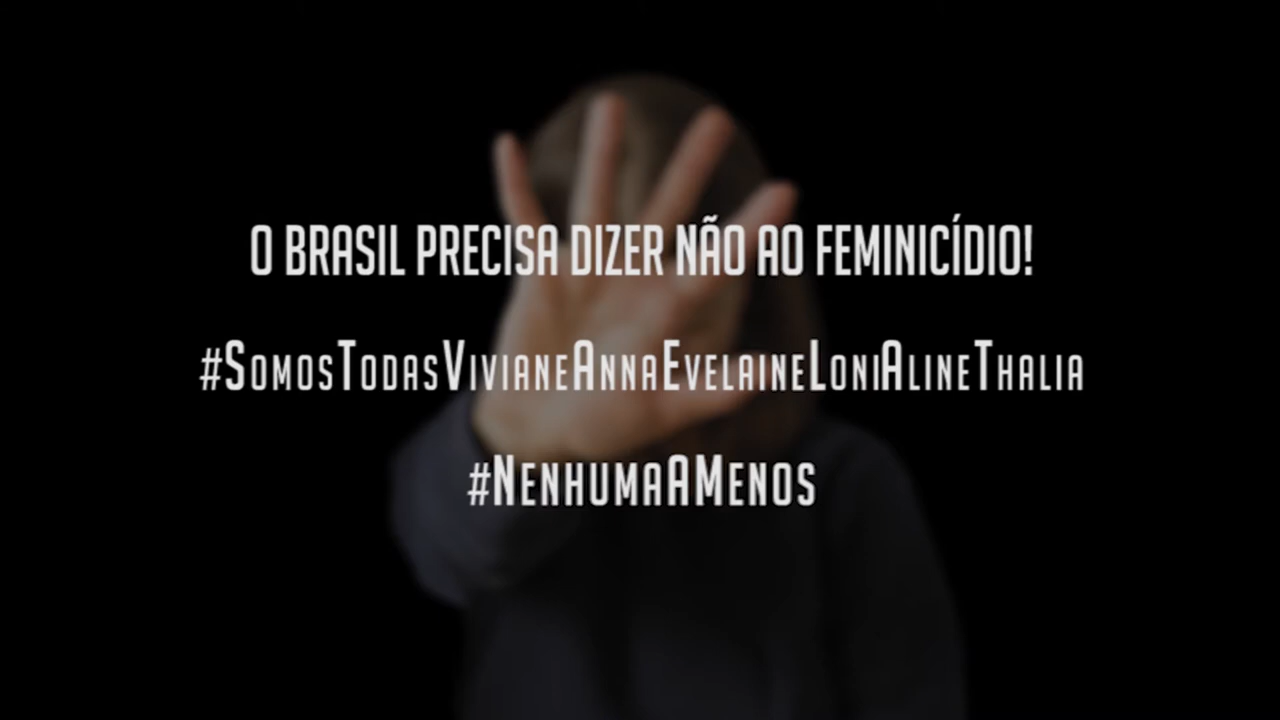 O BRASIL PRECISA DIZER NÃO AO FEMINICÍDIO!
#SomosTodasVivianeAnnaEvelaineLoniAlineThalia
#NenhumaAMenos